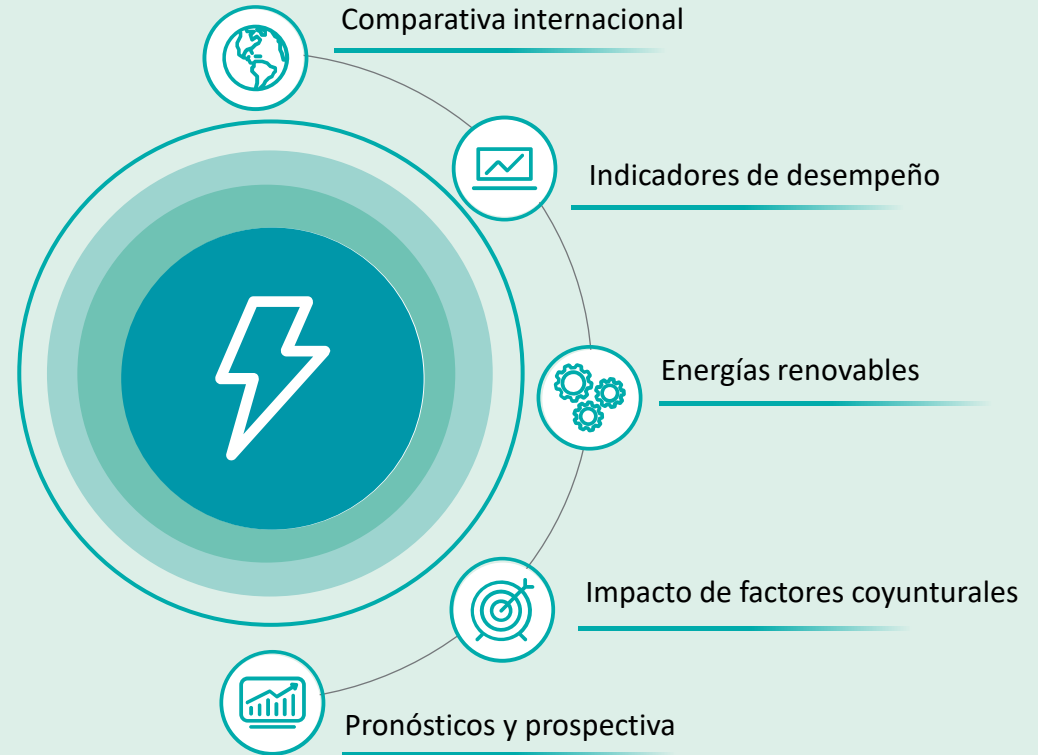 Comparativa internacional
Indicadores de desempeño
Energías renovables
Impacto de factores coyunturales
Pronósticos y prospectiva